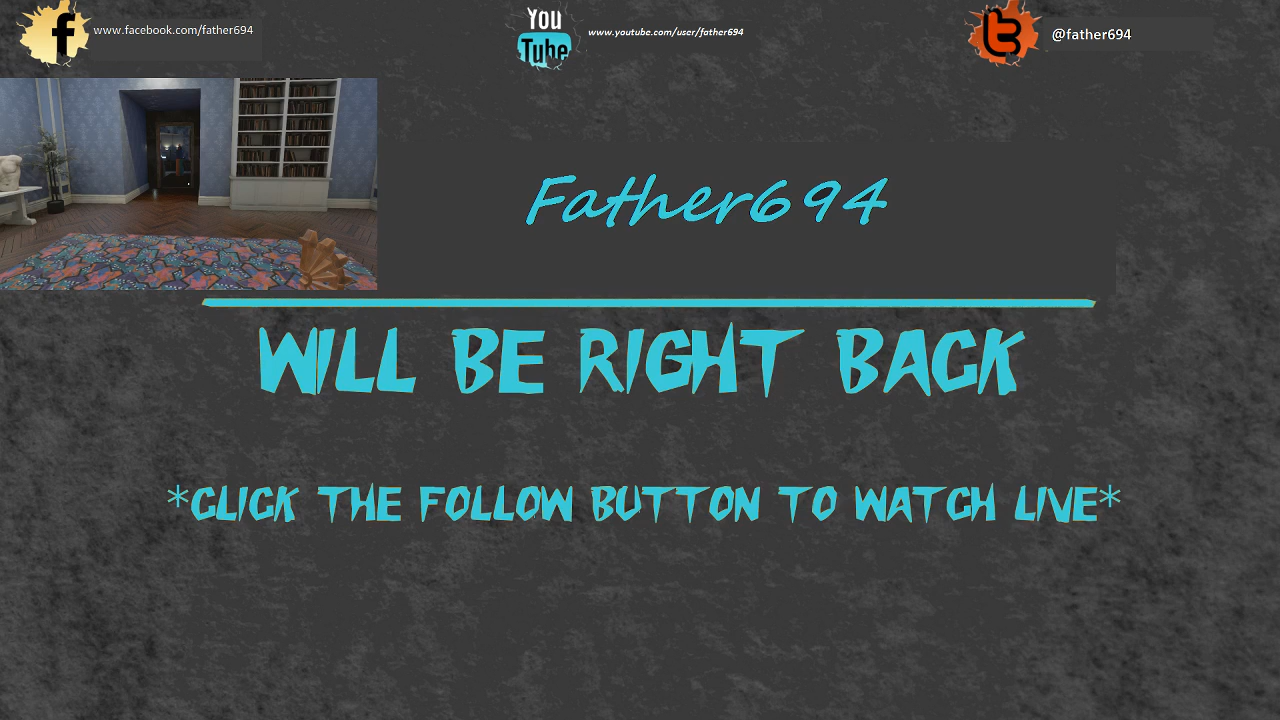 www.facebook.com/father694
You
Tube
www.youtube.com/user/father694
@father694
Father694
WILL BE RIGHT BACK
*CLICK THE FOLLOW BUTTON TO WATCH LIVE*